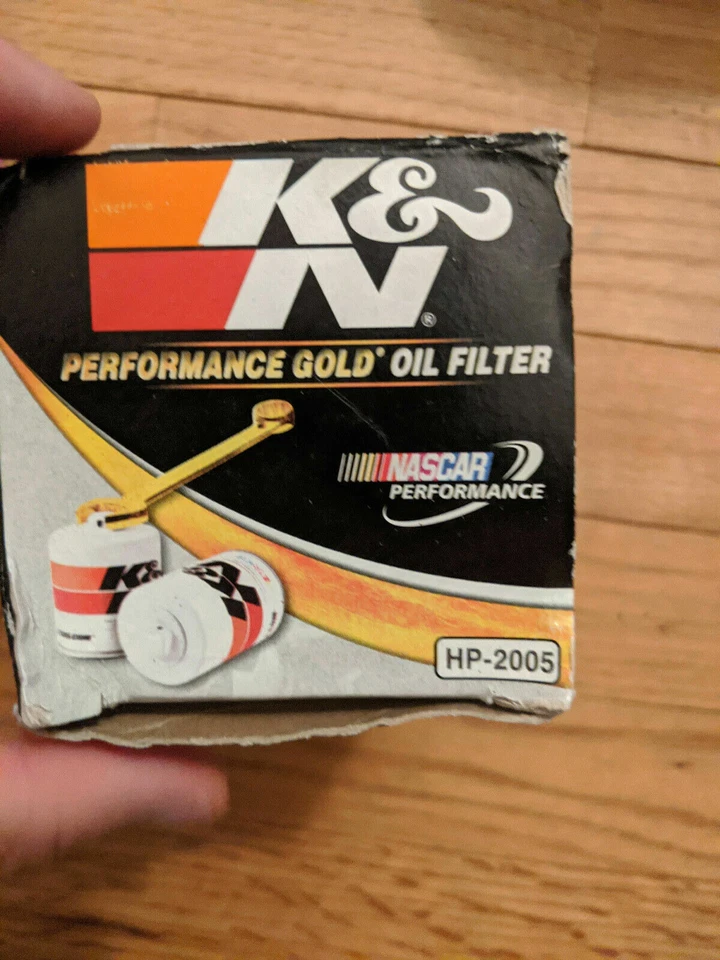 K&
N®
PERFORMANCE GOLD® OIL FILTER
NASCAR
PERFORMANCE
K&
HP-2005